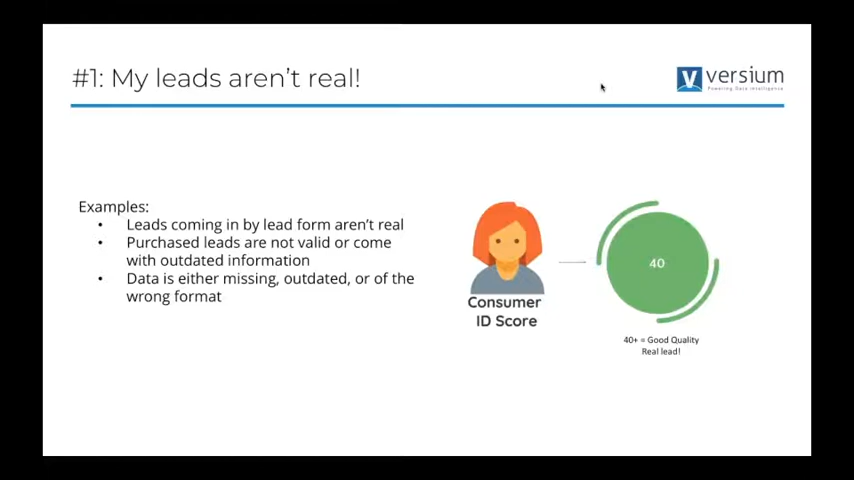 #1: My leads aren't real!
versium
Powering Data Intelligence
Examples:
• Leads coming in by lead form aren't real
• Purchased leads are not valid or come
with outdated information
• Data is either missing, outdated, or of the
wrong format
Consumer
ID Score
40
40+ = Good Quality
Real lead!